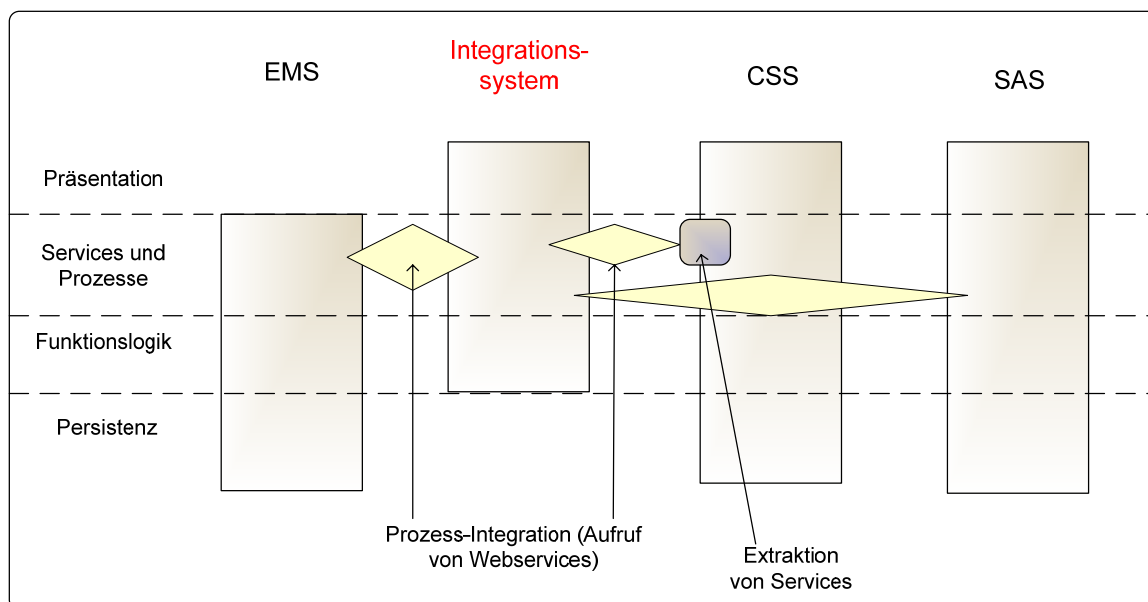 EMS
Integrations-
system
CSS
SAS
Präsentation
Services und
Prozesse
Funktionslogik
Persistenz
Prozess-Integration (Aufruf
von Webservices)
Extraktion
von Services